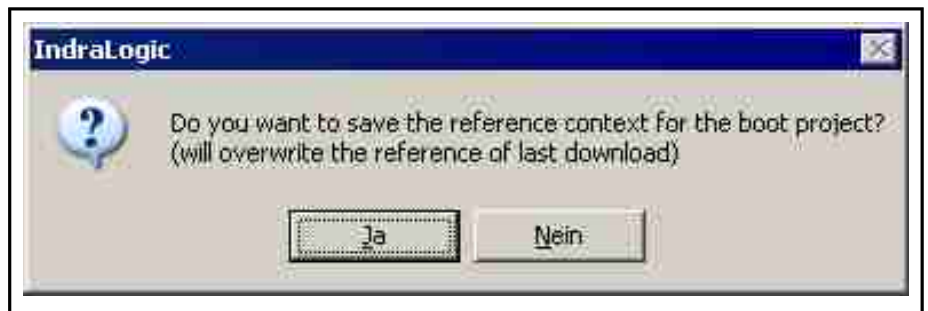 IndraLogic
Do you want to save the reference context for the boot project?
(will overwrite the reference of last download)
Ja
Nein